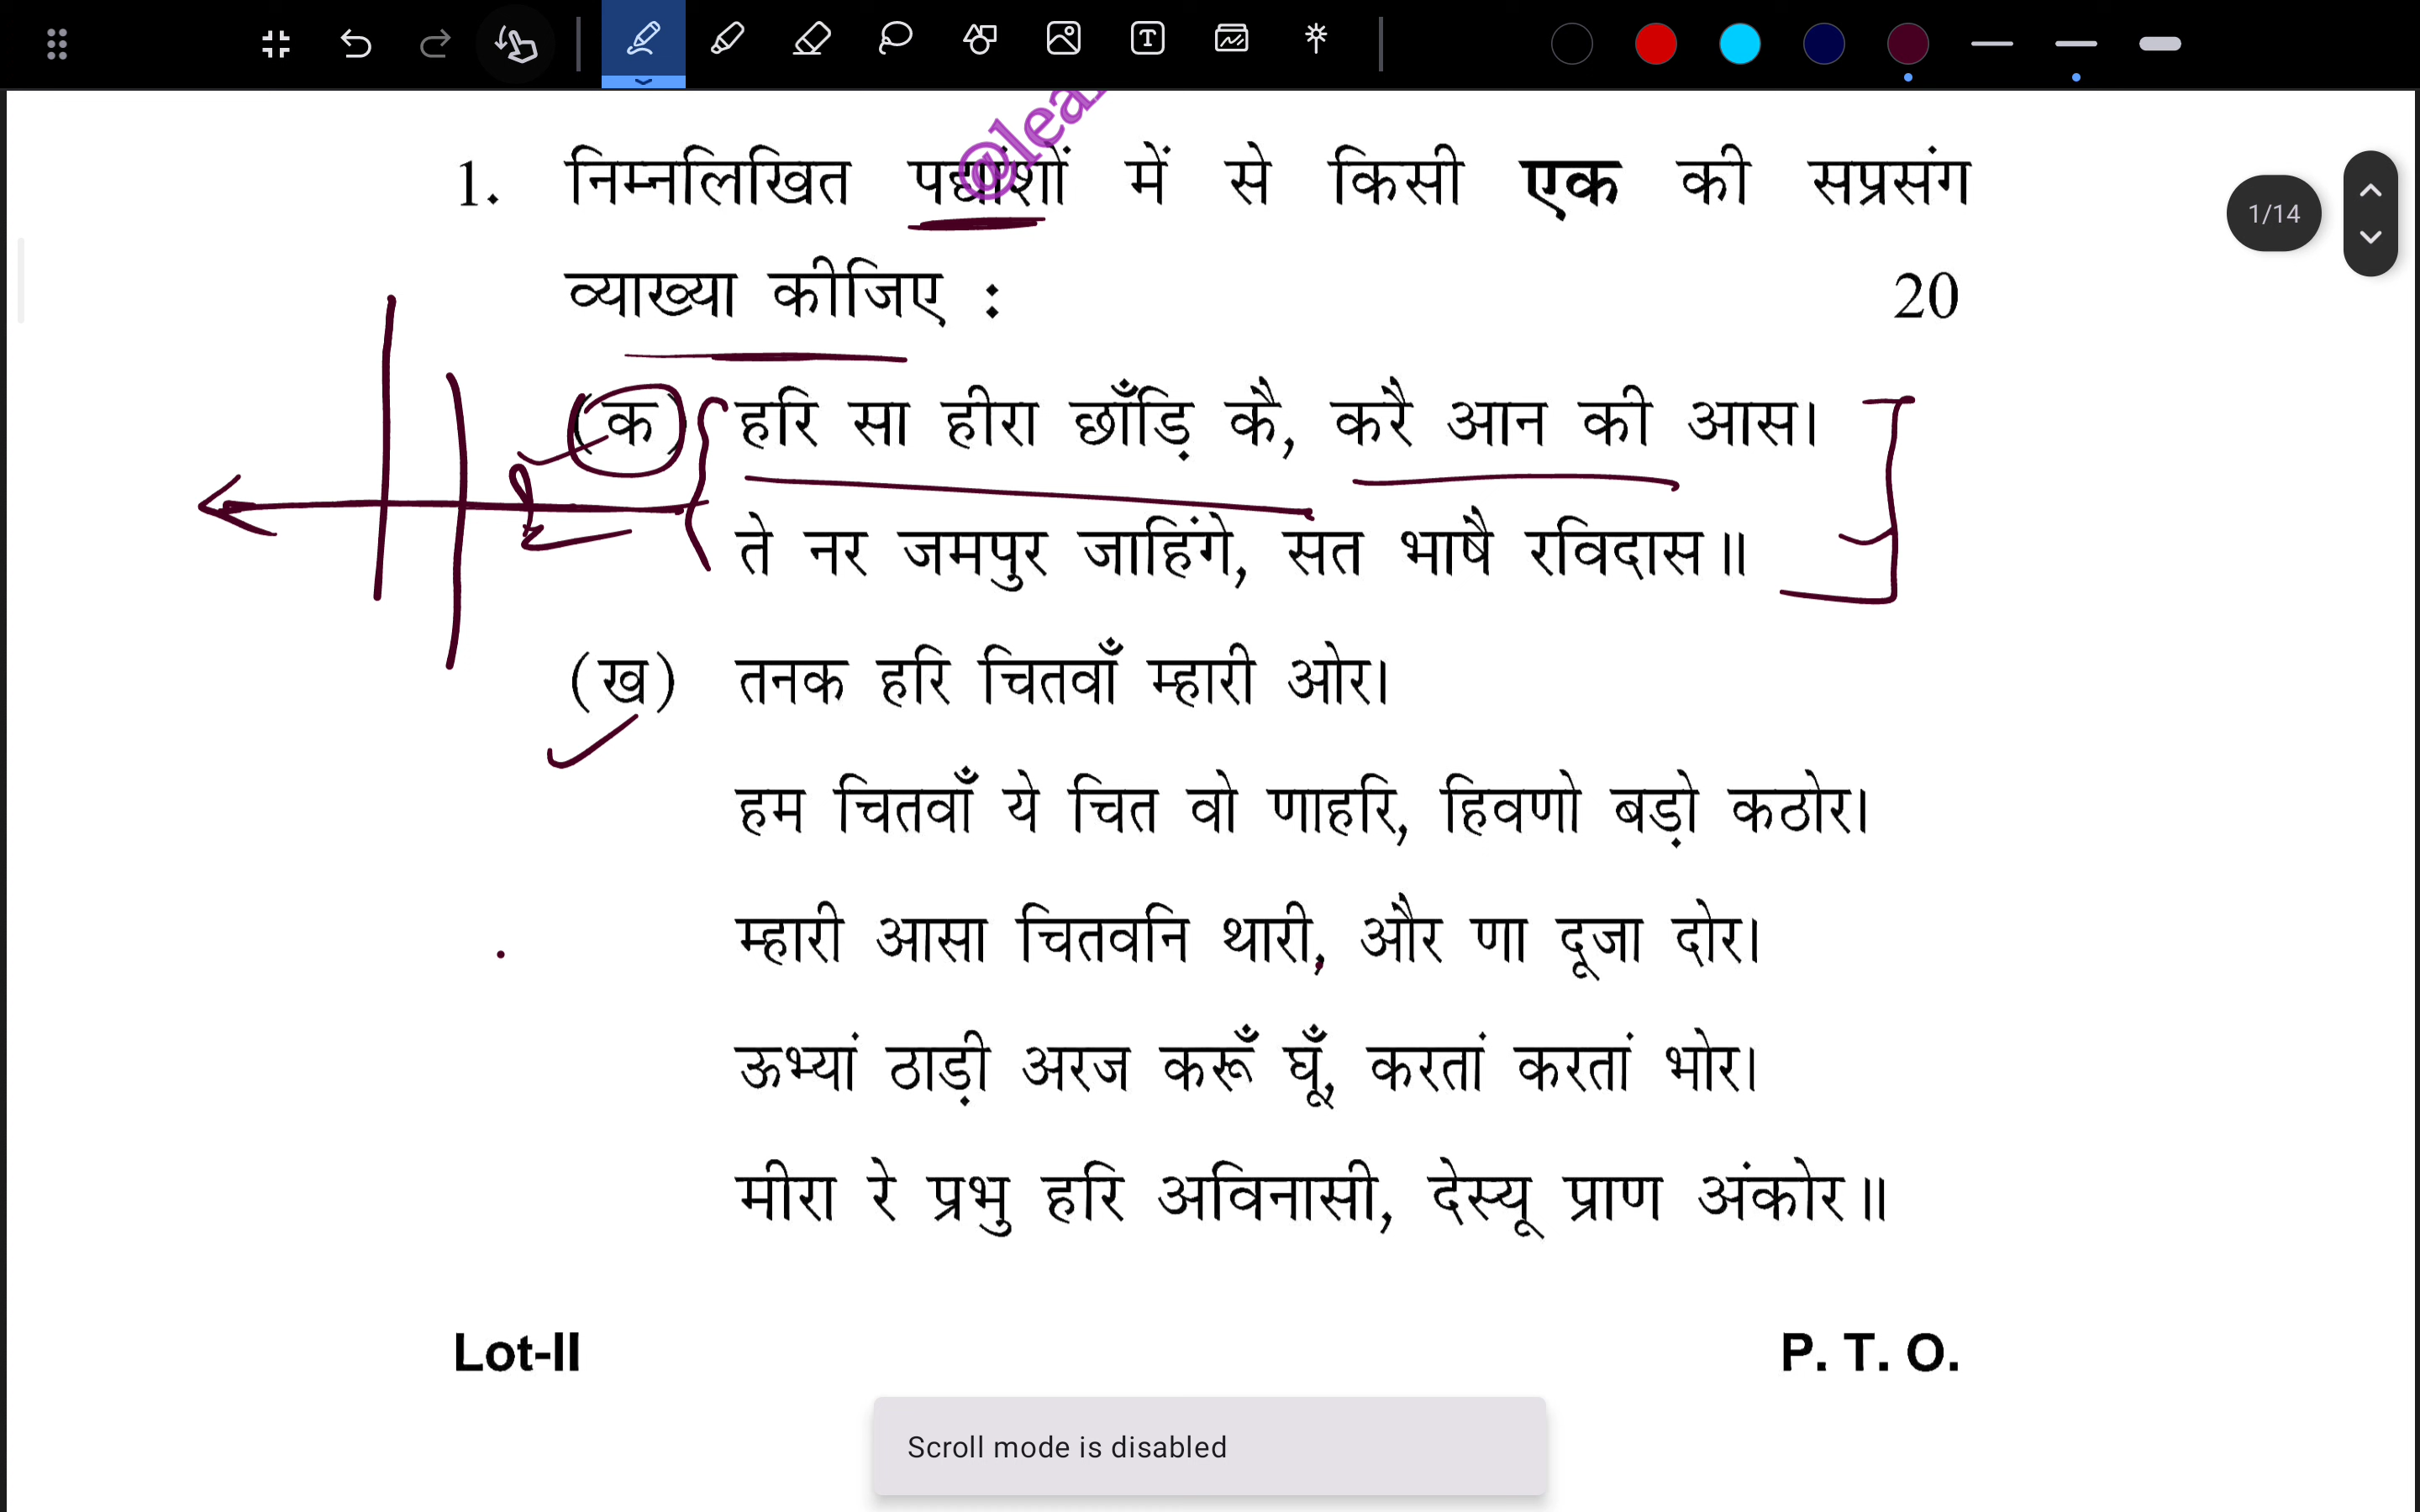 @lea
1. निम्नलिखित पद्यांशों में से किसी एक की सप्रसंग
1/14
व्याख्या कीजिए : 20
(क) हरि सा हीरा छाँड़ि कै, करै आन की आस।
ते नर जमपुर जाहिंगे, सत भाषै रविदास॥
(ख) तनक हरि चितवाँ म्हारी ओर।
हम चितवाँ ये चित वो णाहरि, हिवणो बड़ो कठोर।
म्हारी आसा चितवनि थारी, और णा दूजा दोर।
ऊभ्यां ठाड़ी अरज करूँ घूँ, करतां करतां भोर।
मीरा रे प्रभु हरि अविनासी, देस्यू प्राण अंकोर॥
Lot-II P. T. O.
Scroll mode is disabled